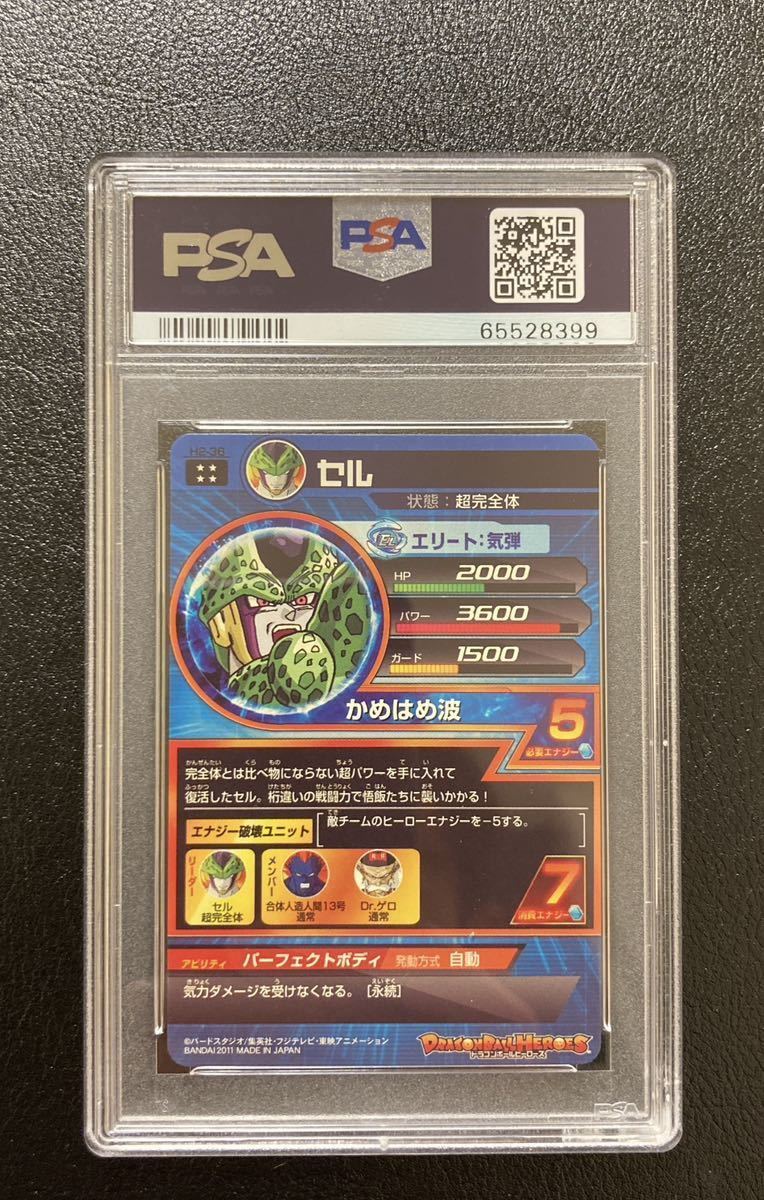 PSA
PSA
65528399
H2-36
セル
状態：超完全体
エリート：気弾
HP 2000
パワー 3600
ガード 1500
かめはめ波
5
必要エナジー
完全体とは比べ物にならない超パワーを手に入れて
復活したセル。桁違いの戦闘力で悟飯たちに襲いかかる！
エナジー破壊ユニット
敵チームのヒーローエナジーを-5する。
リーダー
セル
超完全体
メンバー
合体人造人間13号
通常
Dr.ゲロ
通常
7
消費エナジー
アビリティ パーフェクトボディ 発動方式 自動
気力ダメージを受けなくなる。［永続］
©バードスタジオ/集英社・フジテレビ・東映アニメーション
BANDAI 2011 MADE IN JAPAN
DRAGONBALL HEROES
ドラゴンボールヒーローズ
PSA